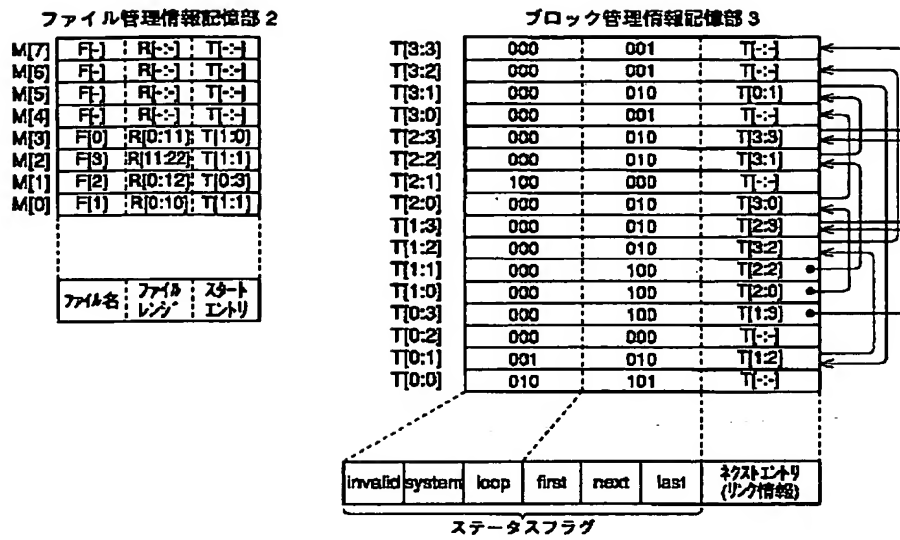 ファイル管理情報記憶部 2
M[7] F[-] R[-:-] T[-:-]
M[6] F[-] R[-:-] T[-:-]
M[5] F[-] R[-:-] T[-:-]
M[4] F[-] R[-:-] T[-:-]
M[3] F[0] R[0:11] T[1:0]
M[2] F[3] R[11:22] T[1:1]
M[1] F[2] R[0:12] T[0:3]
M[0] F[1] R[0:10] T[1:1]
ファイル名 ファイルレンジ スタートエントリ
ブロック管理情報記憶部 3
T[3:3] 000 001 T[-:-]
T[3:2] 000 001 T[-:-]
T[3:1] 000 010 T[0:1]
T[3:0] 000 001 T[-:-]
T[2:3] 000 010 T[3:3]
T[2:2] 000 010 T[3:1]
T[2:1] 100 000 T[-:-]
T[2:0] 000 010 T[3:0]
T[1:3] 000 010 T[2:3]
T[1:2] 000 010 T[3:2]
T[1:1] 000 100 T[2:2]
T[1:0] 000 100 T[2:0]
T[0:3] 000 100 T[1:3]
T[0:2] 000 000 T[-:-]
T[0:1] 001 010 T[1:2]
T[0:0] 010 101 T[-:-]
invalid system loop first next last ネクストエントリ
(リンク情報)
ステータスフラグ